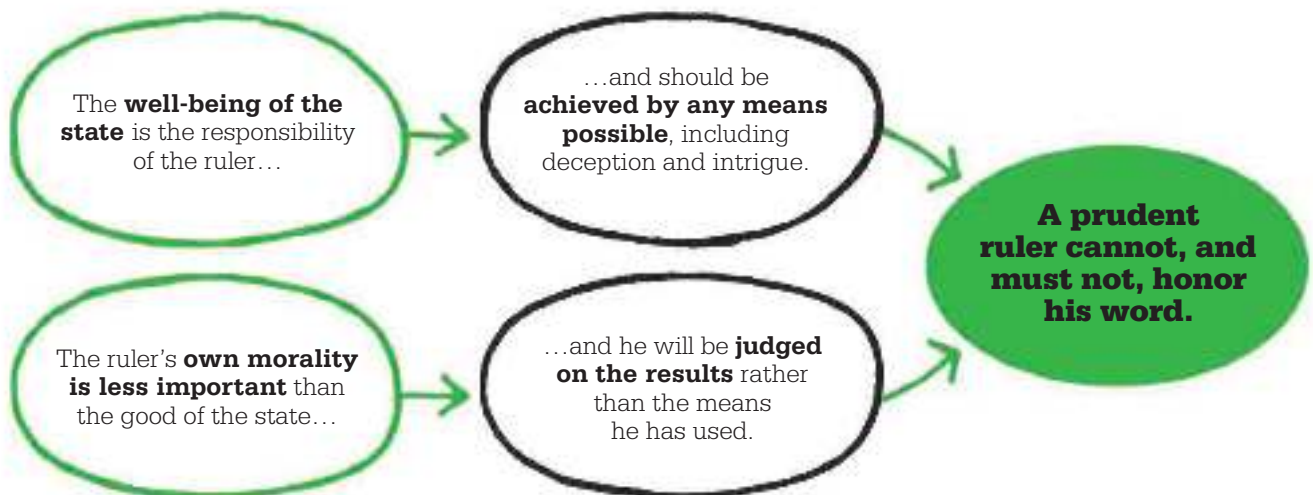 The well-being of the
state is the responsibility
of the ruler…
…and should be
achieved by any means
possible, including
deception and intrigue.
The ruler’s own morality
is less important than
the good of the state…
…and he will be judged
on the results rather
than the means
he has used.
A prudent
ruler cannot, and
must not, honor
his word.